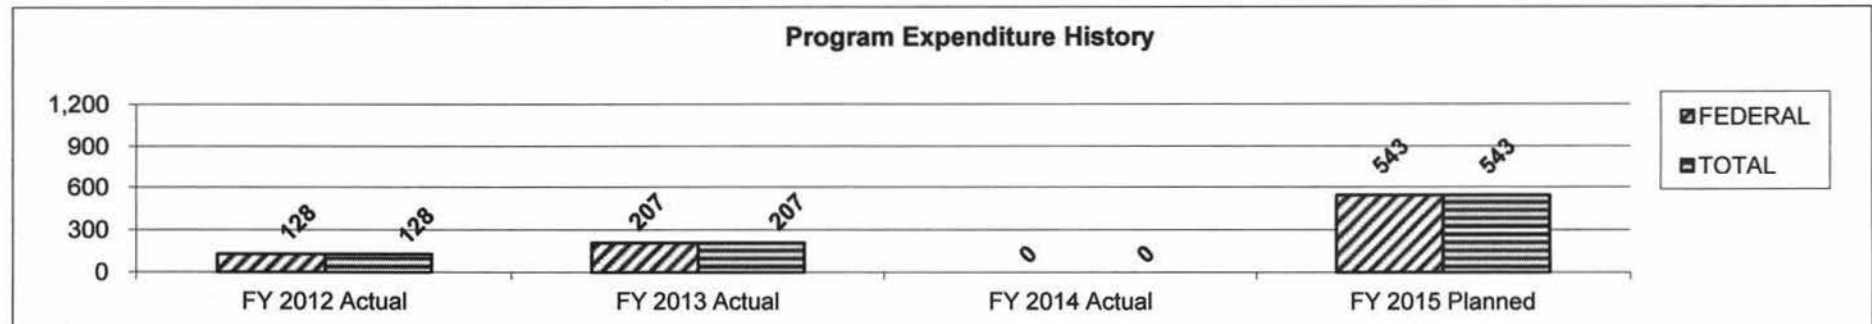 Program Expenditure History
1,200
900
600
300
0
128 128 207 207 0 0 543 543
FY 2012 Actual FY 2013 Actual FY 2014 Actual FY 2015 Planned
FEDERAL
TOTAL